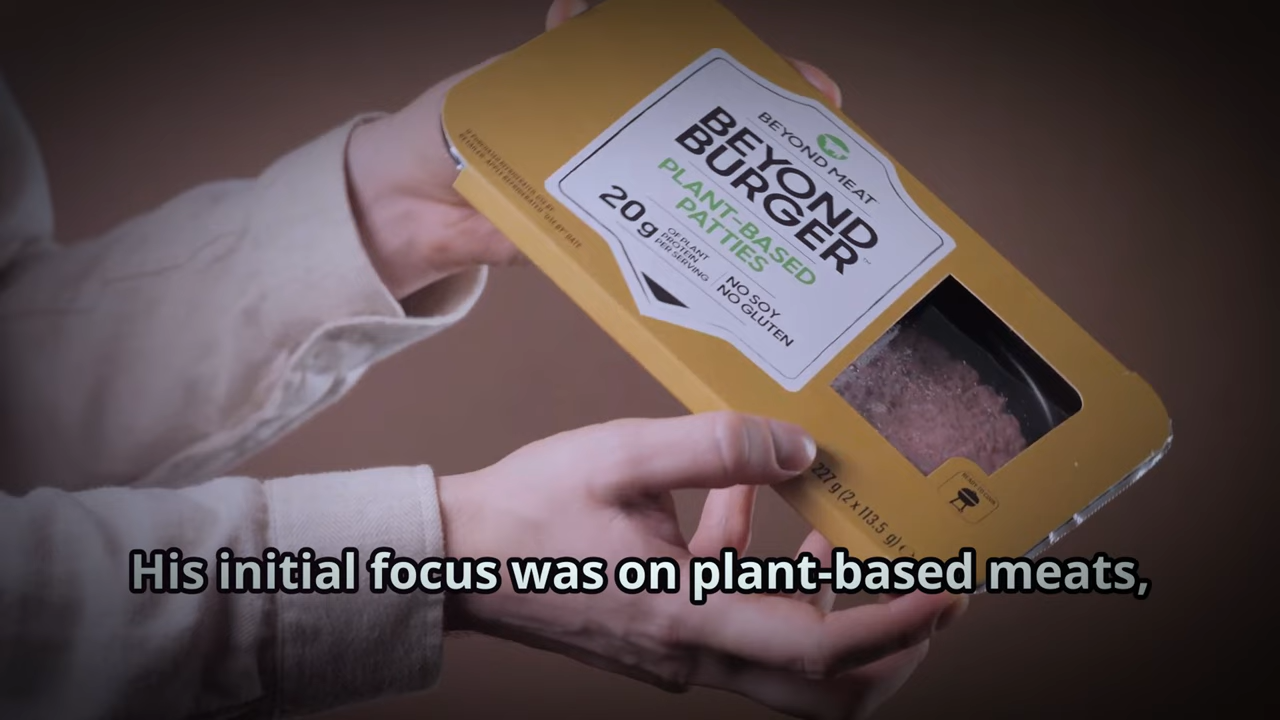 BEYOND MEAT
BEYOND
BURGER
PLANT-BASED
PATTIES
20g
OF PLANT
PROTEIN
PER SERVING
NO SOY
NO GLUTEN
227 g (2 x 113.5 g)
His initial focus was on plant-based meats,